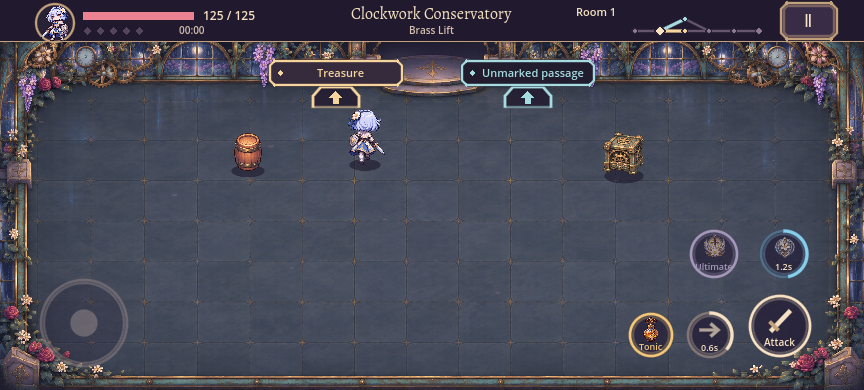 125 / 125
00:00
Clockwork Conservatory
Brass Lift
Room 1
Treasure
Unmarked passage
Ultimate
1.2s
Tonic
0.6s
Attack